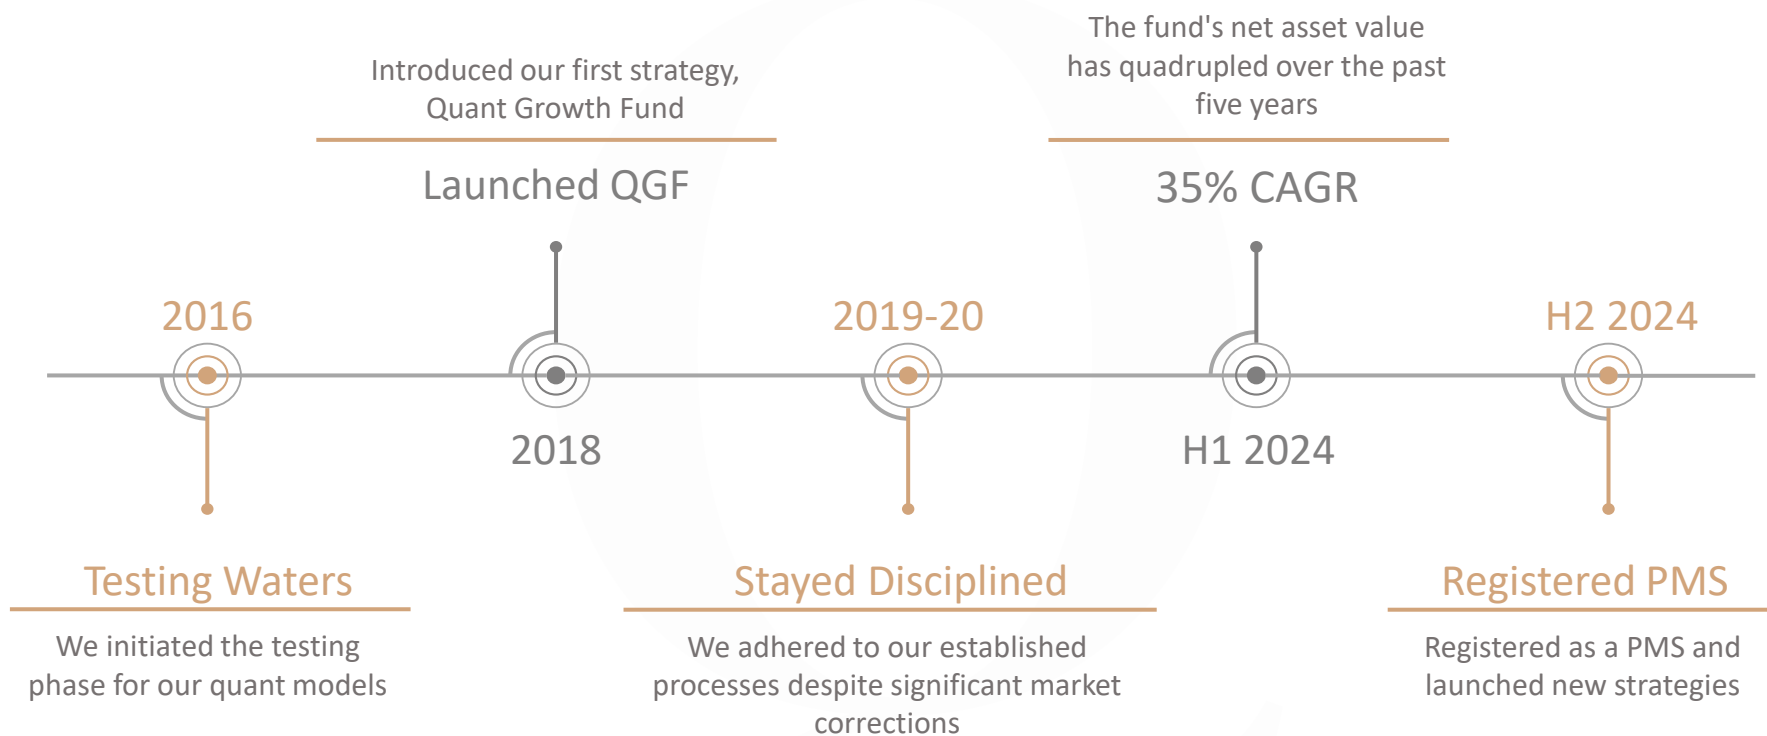 Introduced our first strategy,
Quant Growth Fund
Launched QGF
The fund's net asset value
has quadrupled over the past
five years
35% CAGR
2016
2018
2019-20
H1 2024
H2 2024
Testing Waters
We initiated the testing
phase for our quant models
Stayed Disciplined
We adhered to our established
processes despite significant market
corrections
Registered PMS
Registered as a PMS and
launched new strategies